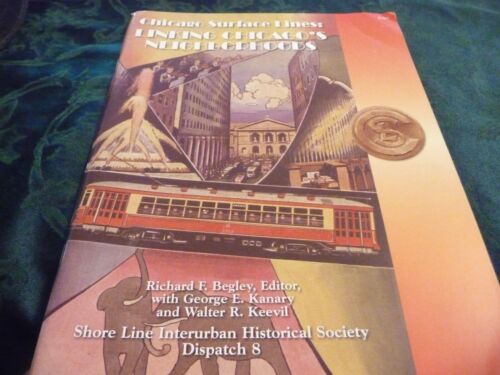 Chicago Surface Lines:
LINKING CHICAGO'S
NEIGHBORHOODS
Richard F. Begley, Editor,
with George E. Kanary
and Walter R. Keevil
Shore Line Interurban Historical Society
Dispatch 8